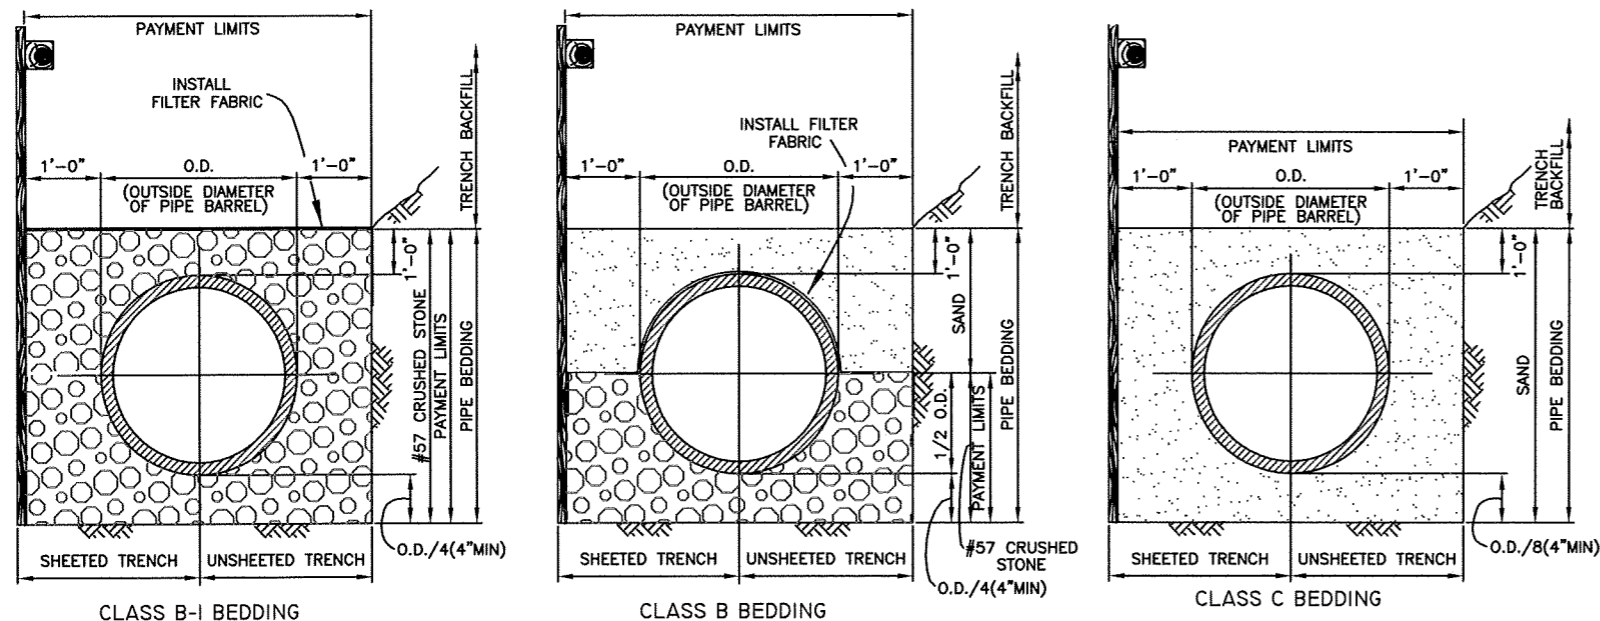 PAYMENT LIMITS
INSTALL
FILTER FABRIC
TRENCH BACKFILL
1'-0"
O.D.
1'-0"
(OUTSIDE DIAMETER
OF PIPE BARREL)
1'-0"
#57 CRUSHED STONE
PAYMENT LIMITS
PIPE BEDDING
O.D./4(4"MIN)
SHEETED TRENCH
UNSHEETED TRENCH
CLASS B-I BEDDING
PAYMENT LIMITS
INSTALL FILTER
FABRIC
TRENCH BACKFILL
1'-0"
O.D.
1'-0"
(OUTSIDE DIAMETER
OF PIPE BARREL)
1'-0"
SAND
1/2 O.D.
PAYMENT LIMITS
PIPE BEDDING
#57 CRUSHED
STONE
O.D./4(4"MIN)
SHEETED TRENCH
UNSHEETED TRENCH
CLASS B BEDDING
PAYMENT LIMITS
TRENCH
BACKFILL
1'-0"
O.D.
1'-0"
(OUTSIDE DIAMETER
OF PIPE BARREL)
1'-0"
SAND
PIPE BEDDING
O.D./8(4"MIN)
SHEETED TRENCH
UNSHEETED TRENCH
CLASS C BEDDING